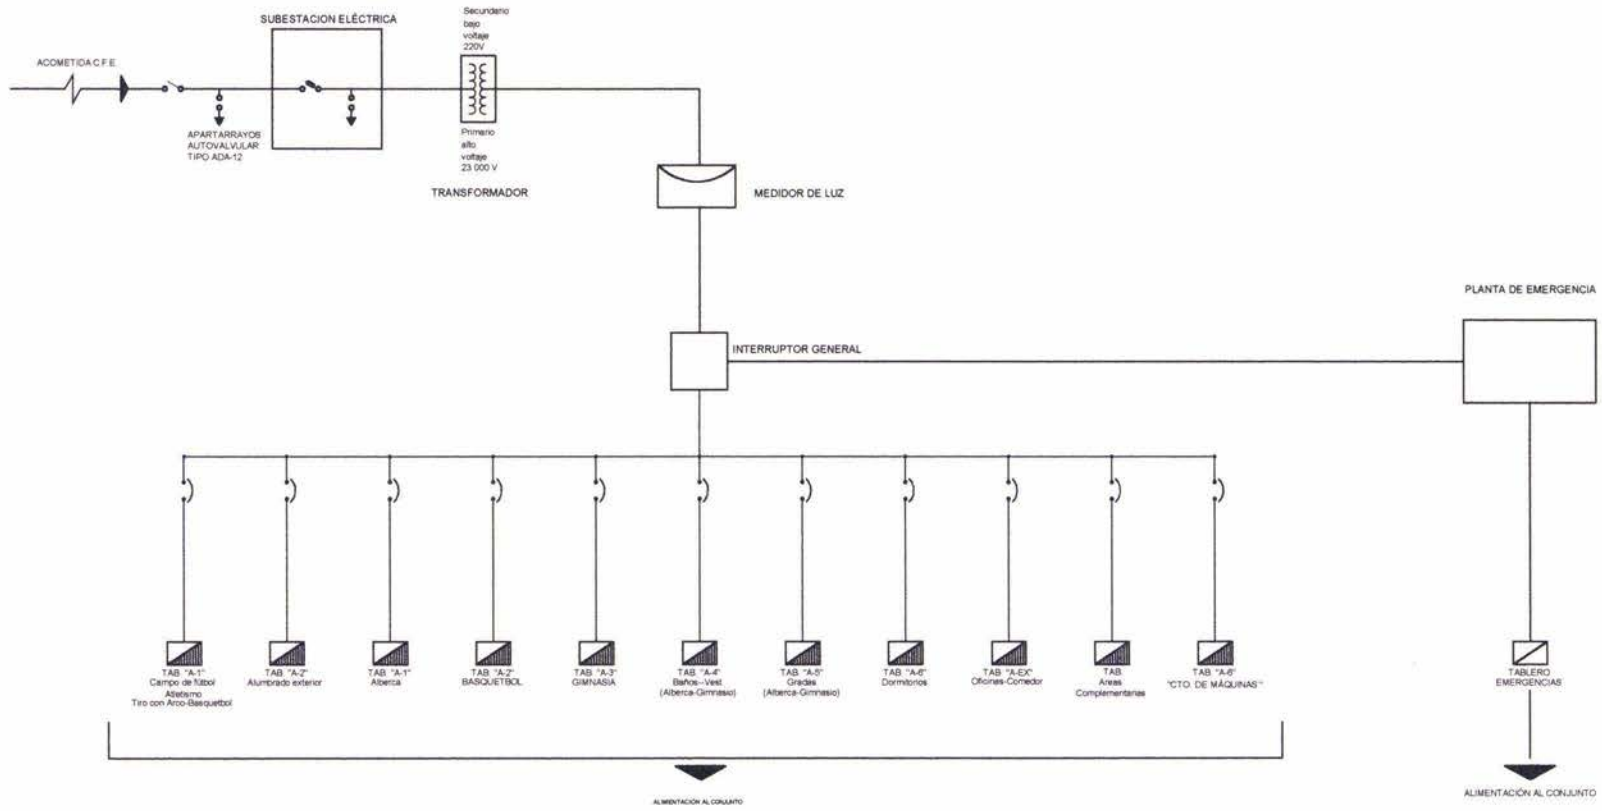 SUBESTACION ELÉCTRICA
Secundario
bajo
voltaje
220V
ACOMETIDA C.F.E.
APARTARRAYOS
AUTOVALVULAR
TIPO ADA-12
Primario
alto
voltaje
23 000 V
TRANSFORMADOR
MEDIDOR DE LUZ
PLANTA DE EMERGENCIA
INTERRUPTOR GENERAL
TAB. "A-1"
Campo de fútbol
Atletismo
Tiro con Arco-Basquetbol
TAB. "A-2"
Alumbrado exterior
TAB. "A-1"
Alberca
TAB. "A-2"
BASQUETBOL
TAB. "A-3"
GIMNASIA
TAB. "A-4"
Baños--Vest
(Alberca-Gimnasio)
TAB. "A-5"
Gradas
(Alberca-Gimnasio)
TAB. "A-6"
Dormitorios
TAB. "A-EX"
Oficinas-Comedor
TAB.
Areas
Complementarias
TAB. "A-6"
"CTO. DE MÁQUINAS"
TABLERO
EMERGENCIAS
ALIMENTACIÓN AL CONJUNTO
ALIMENTACIÓN AL CONJUNTO